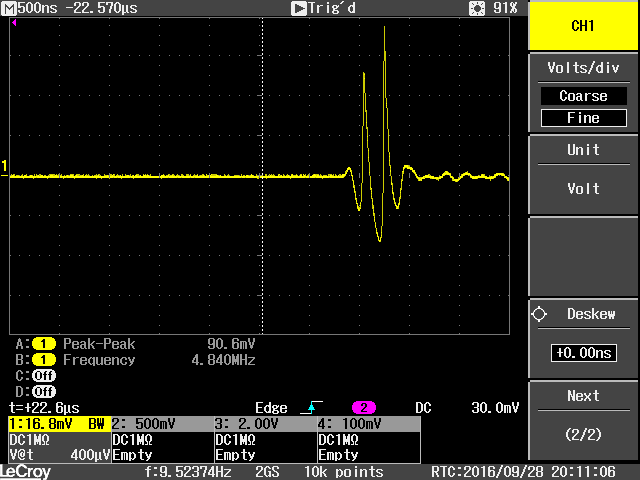 M 500ns -22.570µs Trig'd 91%
CH1
Volts/div
Coarse
Fine
Unit
Volt
1
Deskew
+0.00ns
Next
(2/2)
A: 1 Peak-Peak 90.6mV
B: 1 Frequency 4.840MHz
C: Off
D: Off
t=+22.6µs Edge 2 DC 30.0mV
1:16.8mV BW 2: 500mV 3: 2.00V 4: 100mV
DC1MΩ DC1MΩ DC1MΩ DC1MΩ
V@t 400µV Empty Empty Empty
LeCroy f:9.52374Hz 2GS 10k points RTC:2016/09/28 20:11:06